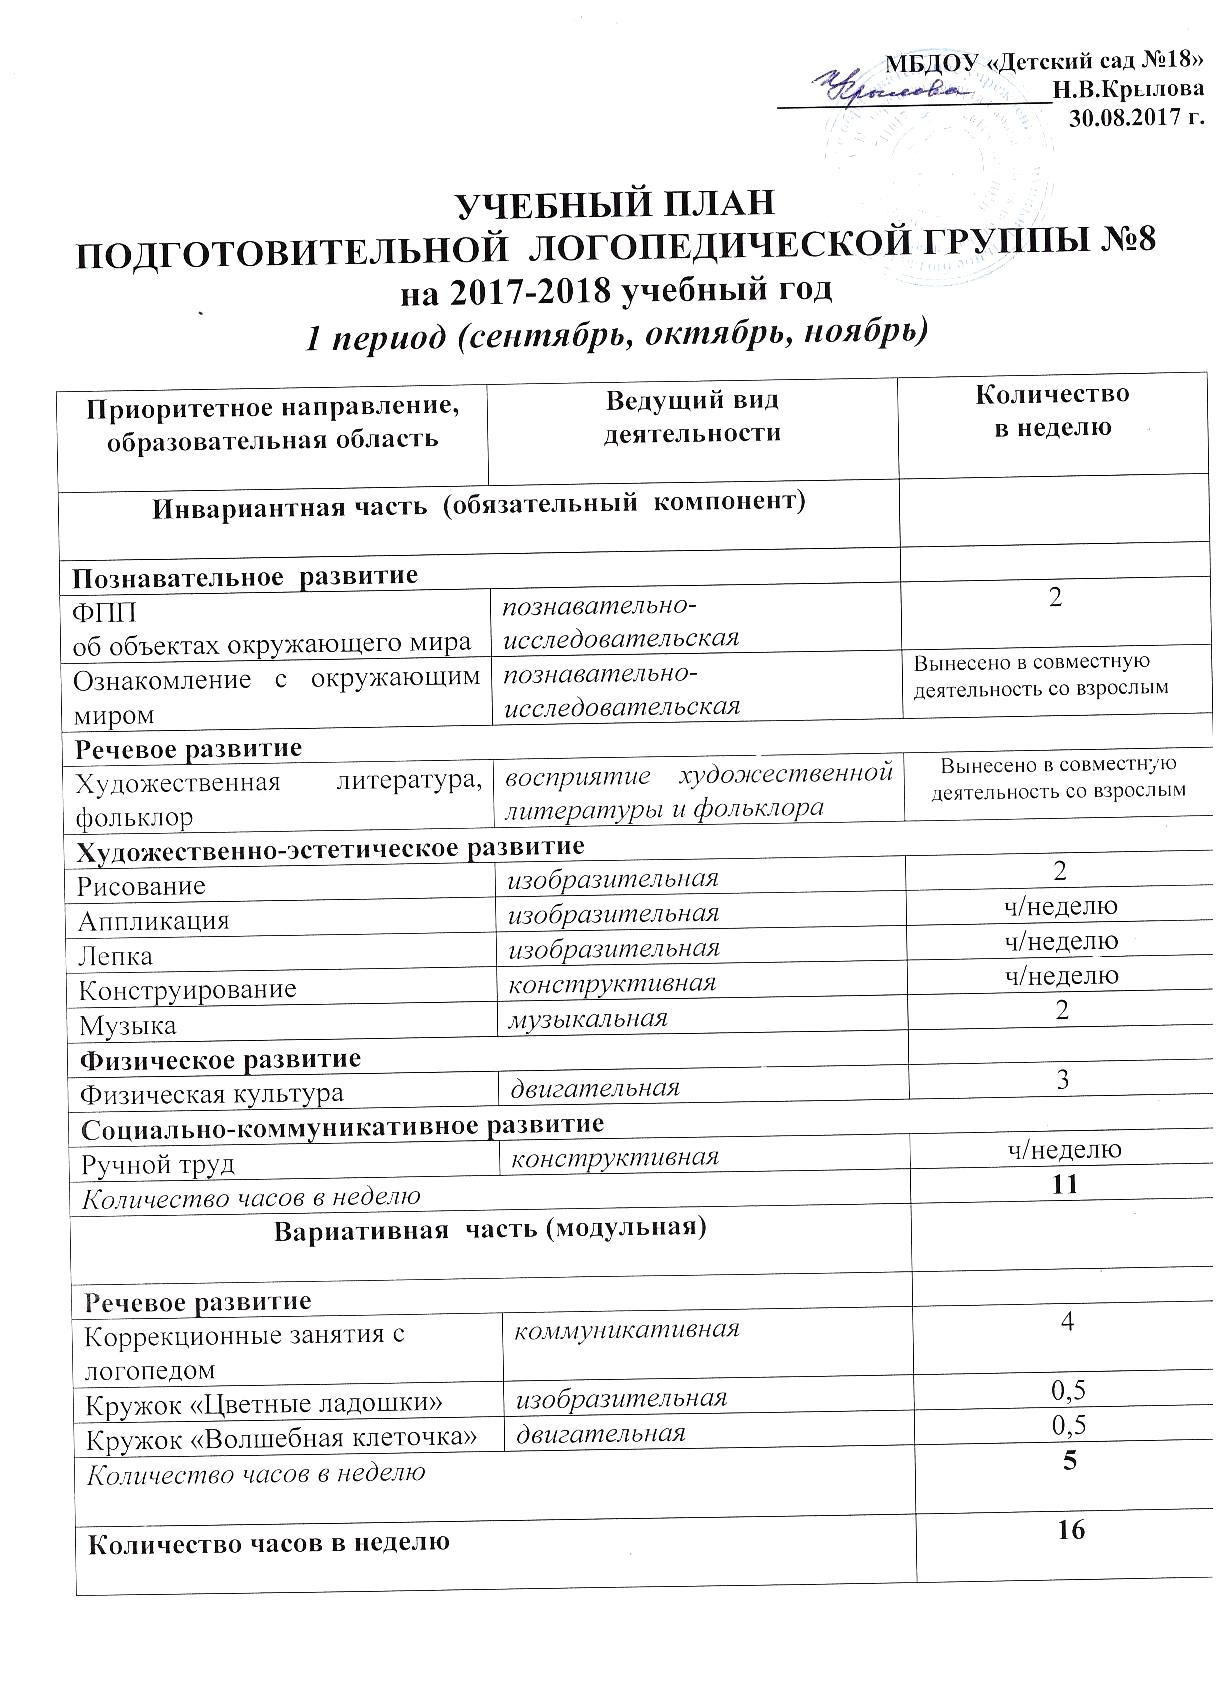 МБДОУ «Детский сад №18»
Крылова Н.В.Крылова
30.08.2017 г.
УЧЕБНЫЙ ПЛАН
ПОДГОТОВИТЕЛЬНОЙ ЛОГОПЕДИЧЕСКОЙ ГРУППЫ №8
на 2017-2018 учебный год
1 период (сентябрь, октябрь, ноябрь)
Приоритетное направление,
образовательная область
Ведущий вид
деятельности
Количество
в неделю
Инвариантная часть (обязательный компонент)
Познавательное развитие
ФПП
об объектах окружающего мира
познавательно-
исследовательская
2
Ознакомление с окружающим
миром
познавательно-
исследовательская
Вынесено в совместную
деятельность со взрослым
Речевое развитие
Художественная литература,
фольклор
восприятие художественной
литературы и фольклора
Вынесено в совместную
деятельность со взрослым
Художественно-эстетическое развитие
Рисование
изобразительная
2
Аппликация
изобразительная
ч/неделю
Лепка
изобразительная
ч/неделю
Конструирование
конструктивная
ч/неделю
Музыка
музыкальная
2
Физическое развитие
Физическая культура
двигательная
3
Социально-коммуникативное развитие
Ручной труд
конструктивная
ч/неделю
Количество часов в неделю
11
Вариативная часть (модульная)
Речевое развитие
Коррекционные занятия с
логопедом
коммуникативная
4
Кружок «Цветные ладошки»
изобразительная
0,5
Кружок «Волшебная клеточка»
двигательная
0,5
Количество часов в неделю
5
Количество часов в неделю
16